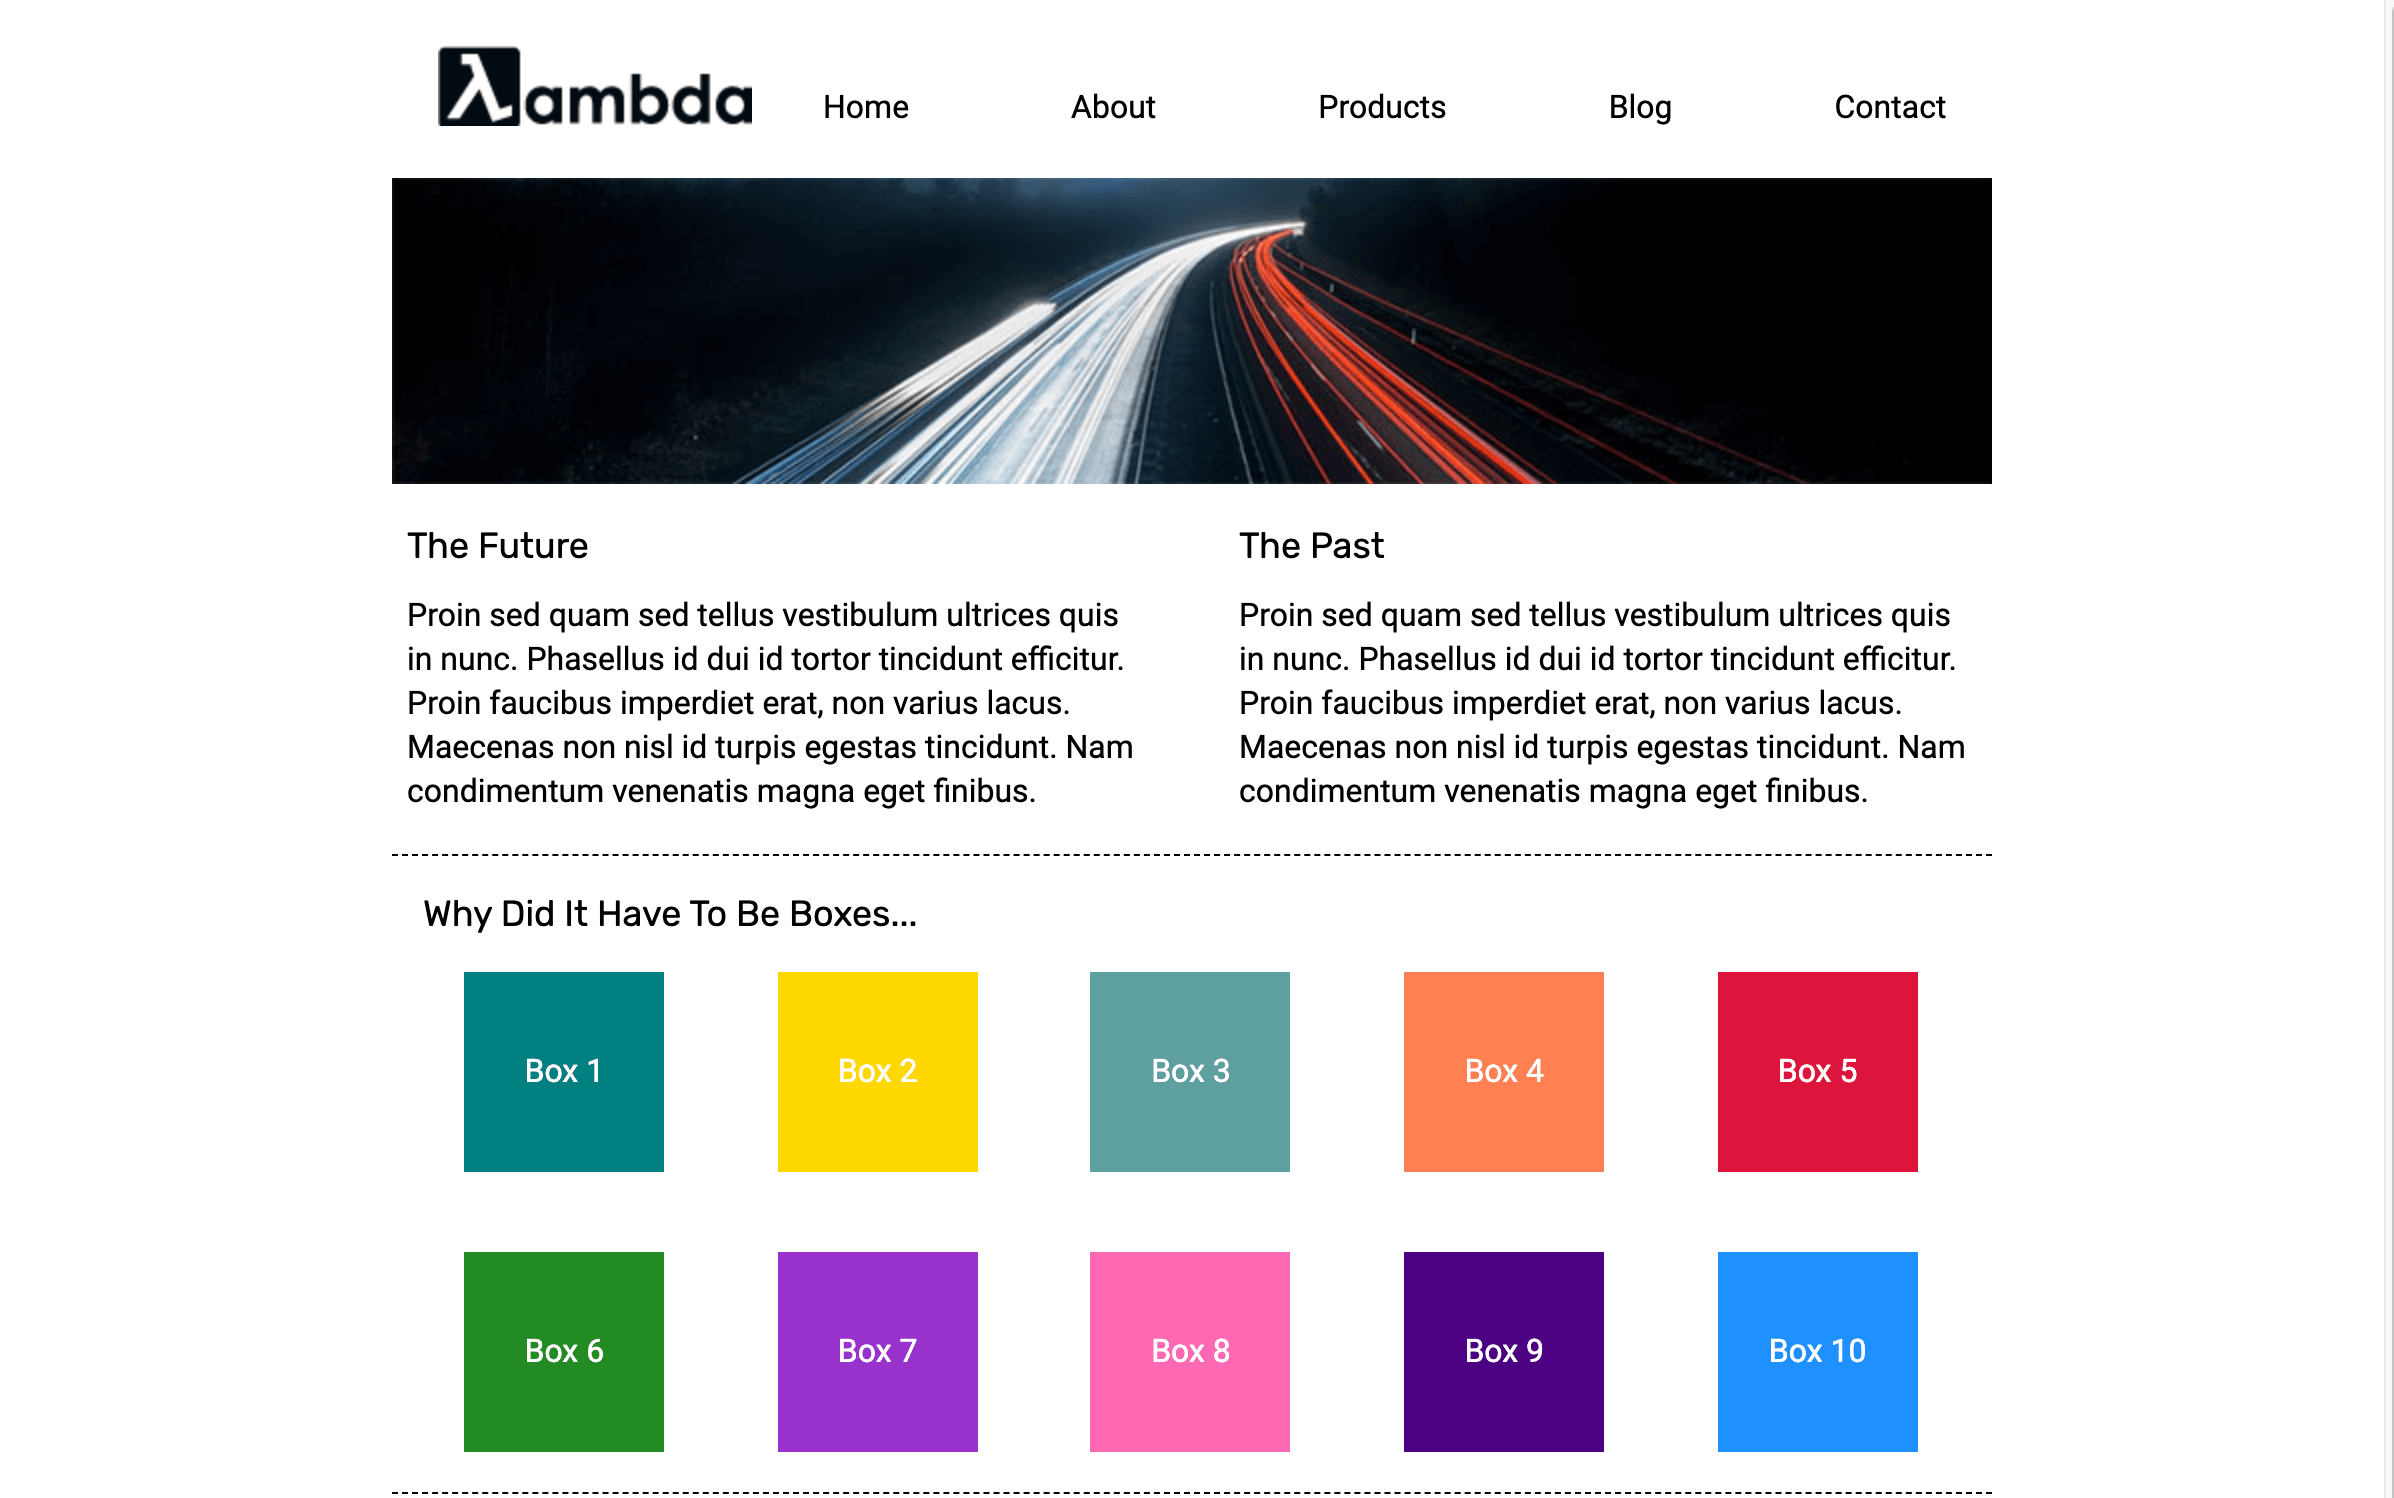 λambda
Home About Products Blog Contact
The Future
Proin sed quam sed tellus vestibulum ultrices quis
in nunc. Phasellus id dui id tortor tincidunt efficitur.
Proin faucibus imperdiet erat, non varius lacus.
Maecenas non nisl id turpis egestas tincidunt. Nam
condimentum venenatis magna eget finibus.
The Past
Proin sed quam sed tellus vestibulum ultrices quis
in nunc. Phasellus id dui id tortor tincidunt efficitur.
Proin faucibus imperdiet erat, non varius lacus.
Maecenas non nisl id turpis egestas tincidunt. Nam
condimentum venenatis magna eget finibus.
Why Did It Have To Be Boxes...
Box 1 Box 2 Box 3 Box 4 Box 5
Box 6 Box 7 Box 8 Box 9 Box 10